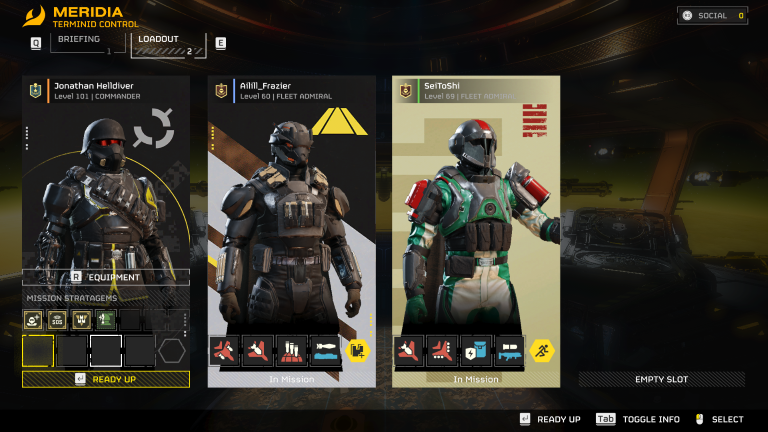 MERIDIA
TERMINID CONTROL
SOCIAL 0
Q BRIEFING 1 LOADOUT 2 E
Jonathan Helldiver
Level 101 | COMMANDER
Ailill_Frazier
Level 60 | FLEET ADMIRAL
SeiToShi
Level 69 | FLEET ADMIRAL
R EQUIPMENT
MISSION STRATAGEMS
SOS
READY UP
In Mission
In Mission
EMPTY SLOT
READY UP Tab TOGGLE INFO SELECT